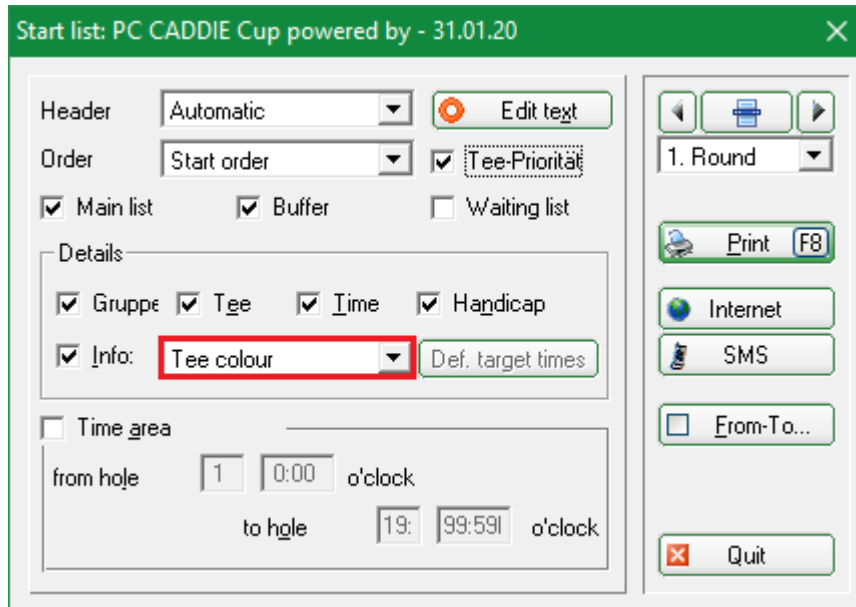 Start list: PC CADDIE Cup powered by - 31.01.20
Header Automatic Edit text
Order Start order Tee-Priorität
Main list Buffer Waiting list
Details
Gruppe Tee Time Handicap
Info: Tee colour Def. target times
Time area
from hole 1 0:00 o'clock
to hole 19: 99:59 o'clock
1. Round
Print F8
Internet
SMS
From-To...
Quit